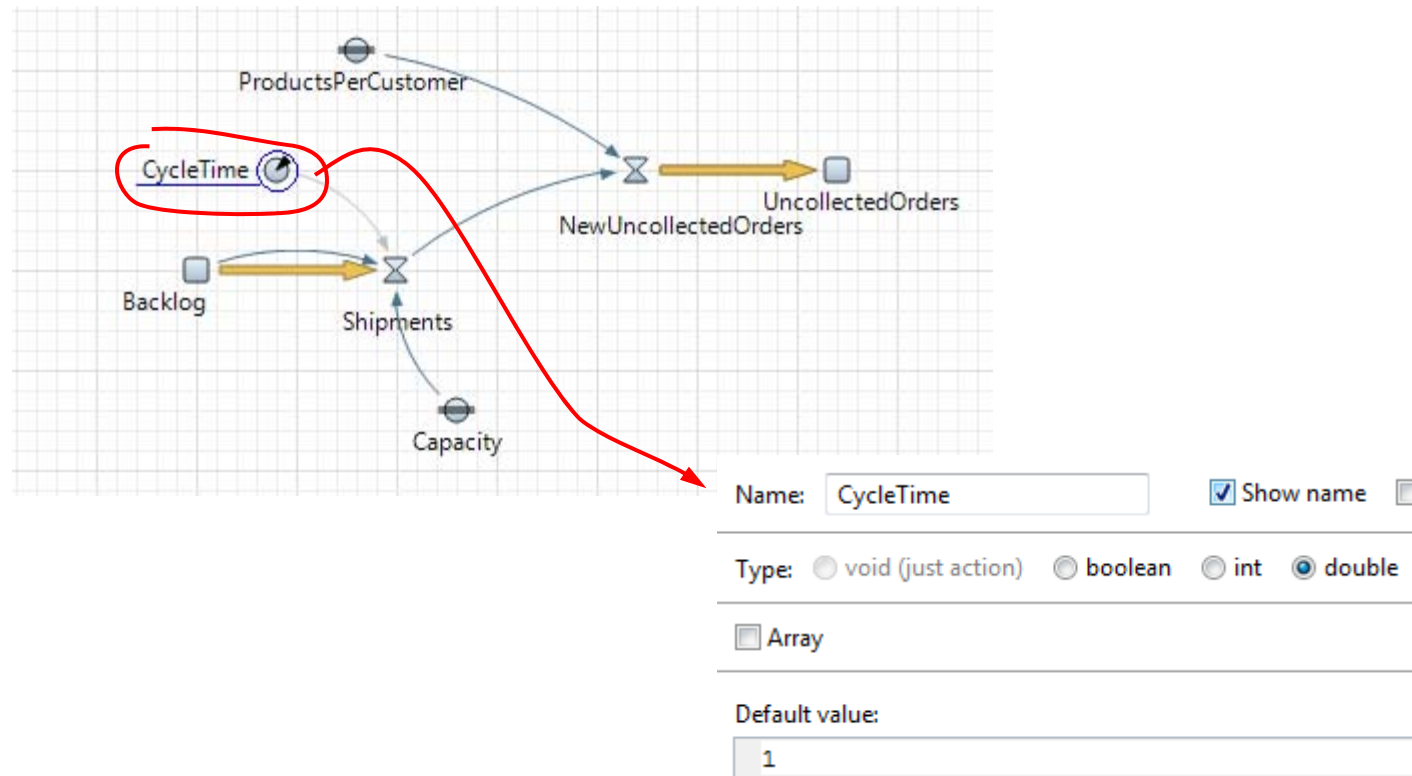 ProductsPerCustomer
CycleTime
UncollectedOrders
NewUncollectedOrders
Backlog
Shipments
Capacity
Name: CycleTime Show name
Type: void (just action) boolean int double
Array
Default value:
1